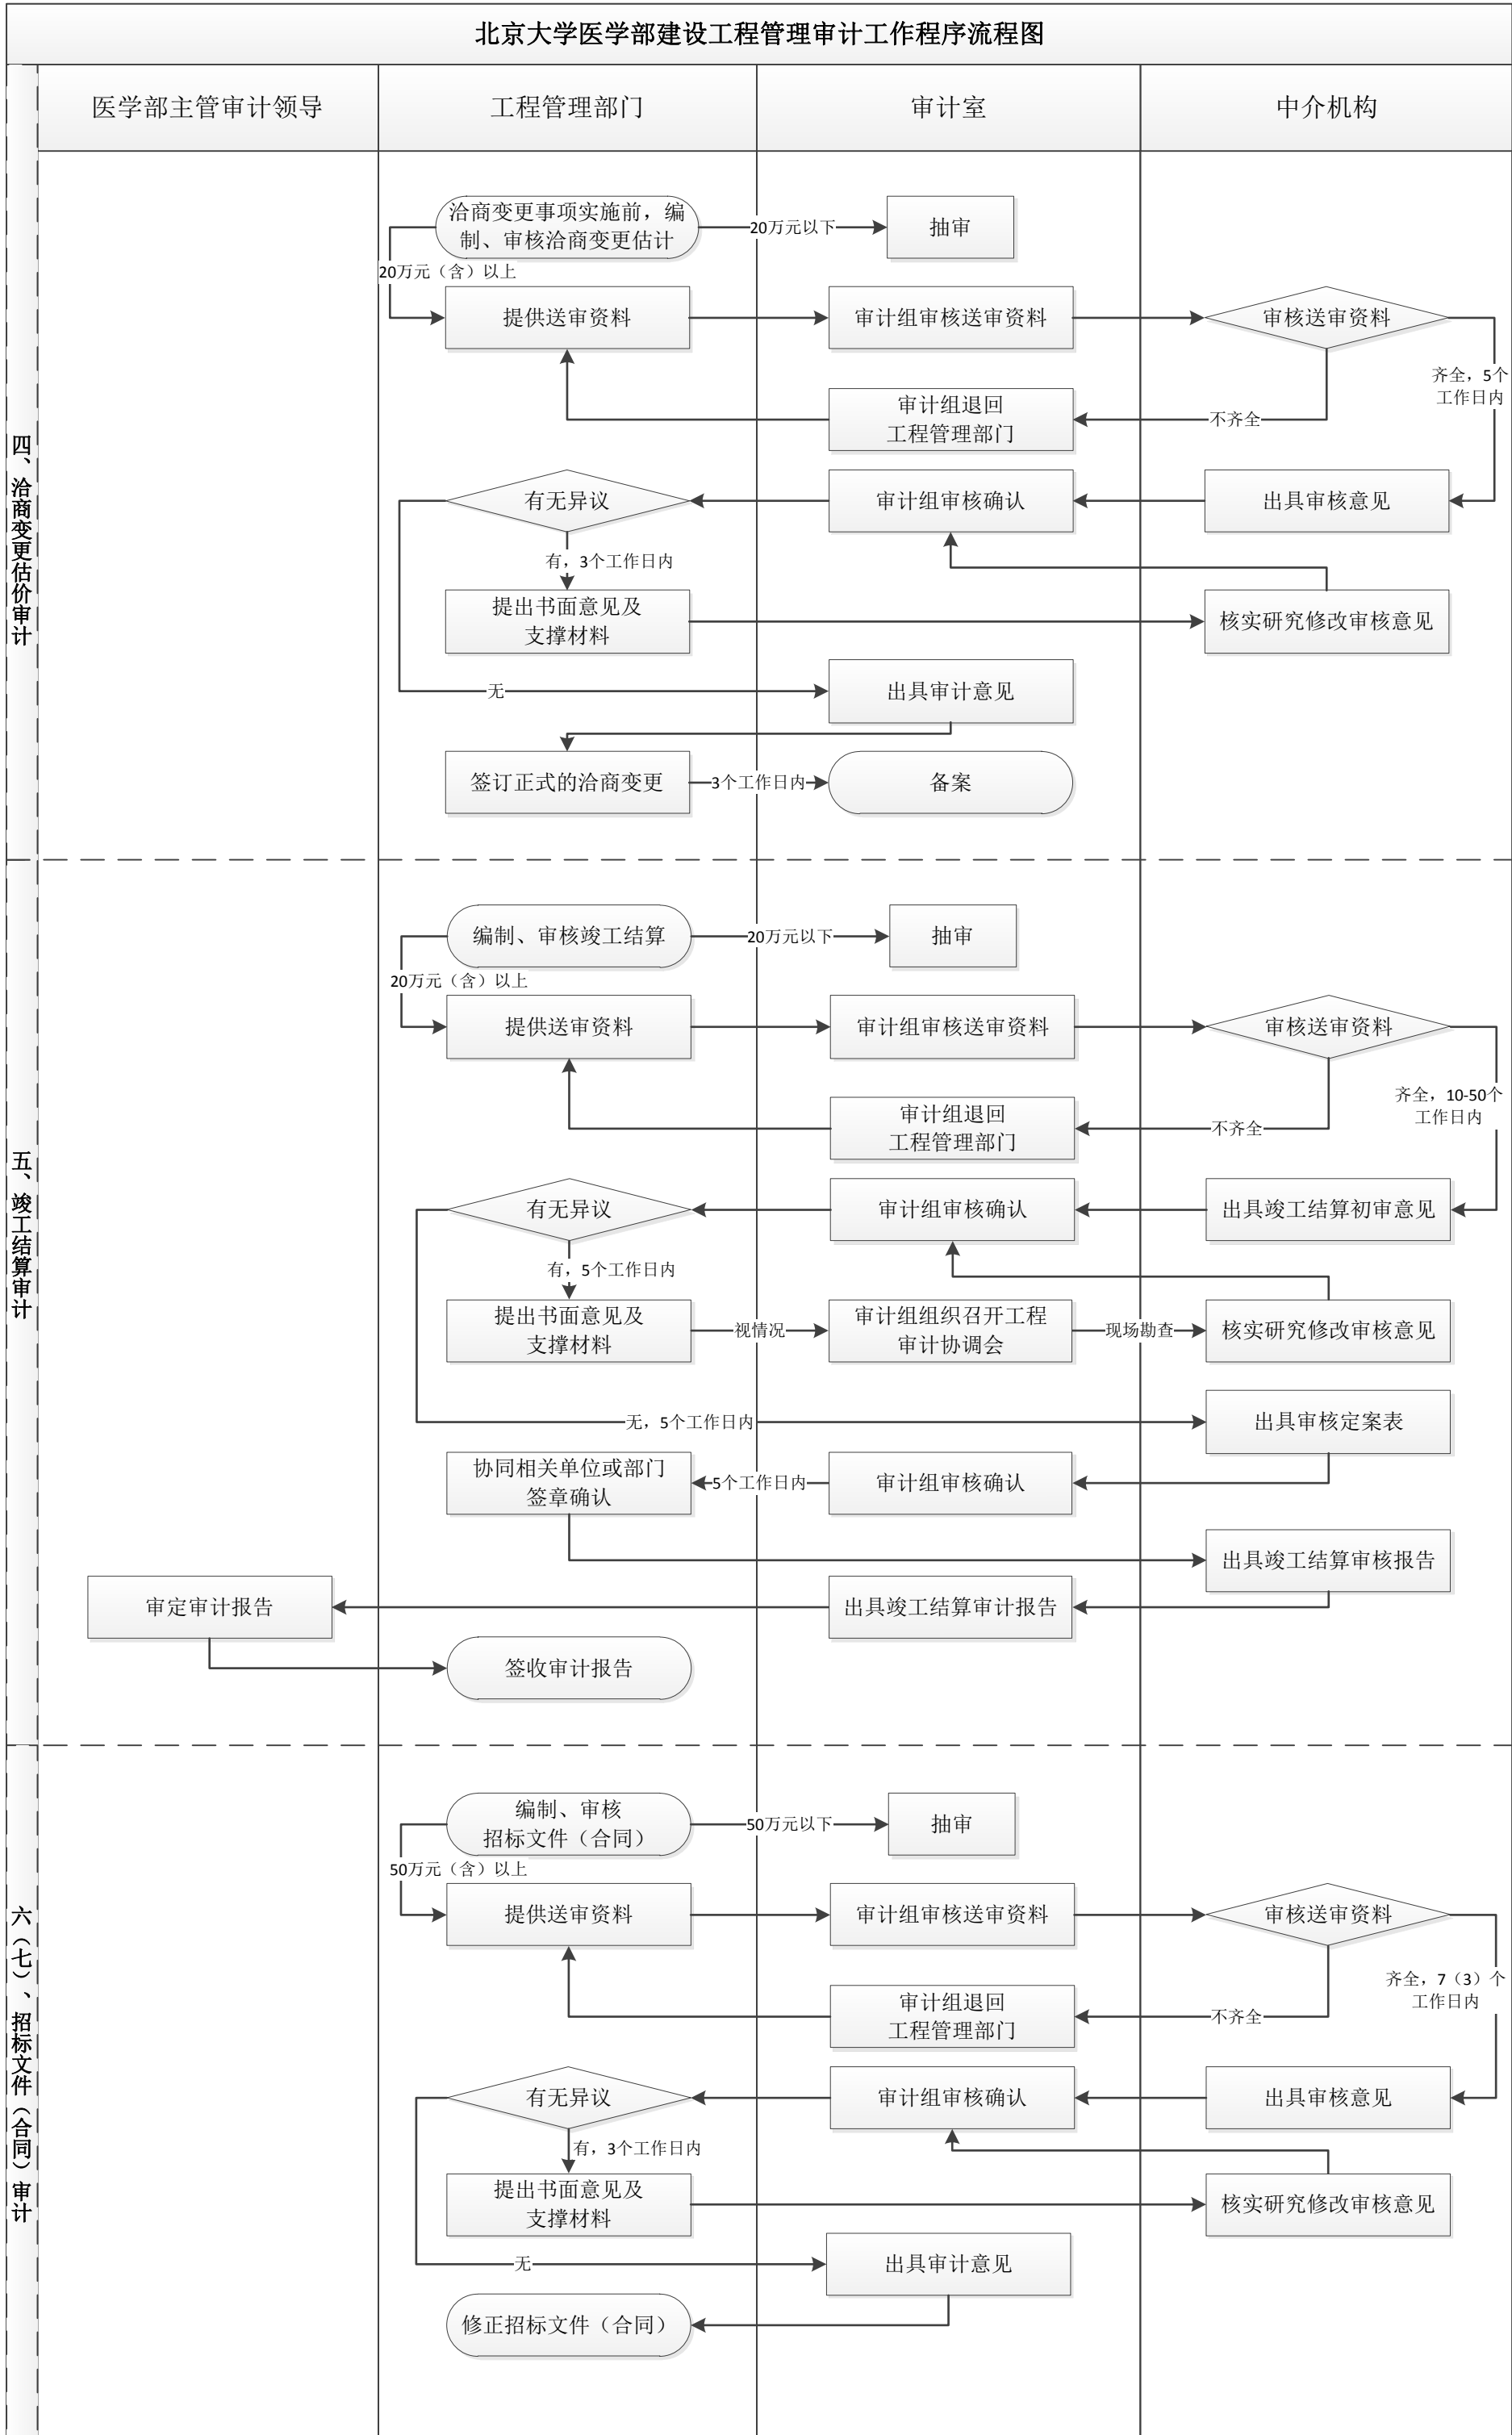 北京大学医学部建设工程管理审计工作程序流程图
医学部主管审计领导
工程管理部门
审计室
中介机构
四、洽商变更估价审计
洽商变更事项实施前，编
制、审核洽商变更估计
20万元以下
抽审
20万元（含）以上
提供送审资料
审计组审核送审资料
审核送审资料
齐全，5个
工作日内
审计组退回
工程管理部门
不齐全
有无异议
审计组审核确认
出具审核意见
有，3个工作日内
提出书面意见及
支撑材料
核实研究修改审核意见
无
出具审计意见
签订正式的洽商变更
3个工作日内
备案
五、竣工结算审计
编制、审核竣工结算
20万元以下
抽审
20万元（含）以上
提供送审资料
审计组审核送审资料
审核送审资料
齐全，10-50个
工作日内
审计组退回
工程管理部门
不齐全
有无异议
审计组审核确认
出具竣工结算初审意见
有，5个工作日内
提出书面意见及
支撑材料
视情况
审计组组织召开工程
审计协调会
现场勘查
核实研究修改审核意见
无，5个工作日内
出具审核定案表
协同相关单位或部门
签章确认
5个工作日内
审计组审核确认
出具竣工结算审核报告
审定审计报告
出具竣工结算审计报告
签收审计报告
六（七）、招标文件（合同）审计
编制、审核
招标文件（合同）
50万元以下
抽审
50万元（含）以上
提供送审资料
审计组审核送审资料
审核送审资料
齐全，7（3）个
工作日内
审计组退回
工程管理部门
不齐全
有无异议
审计组审核确认
出具审核意见
有，3个工作日内
提出书面意见及
支撑材料
核实研究修改审核意见
无
出具审计意见
修正招标文件（合同）